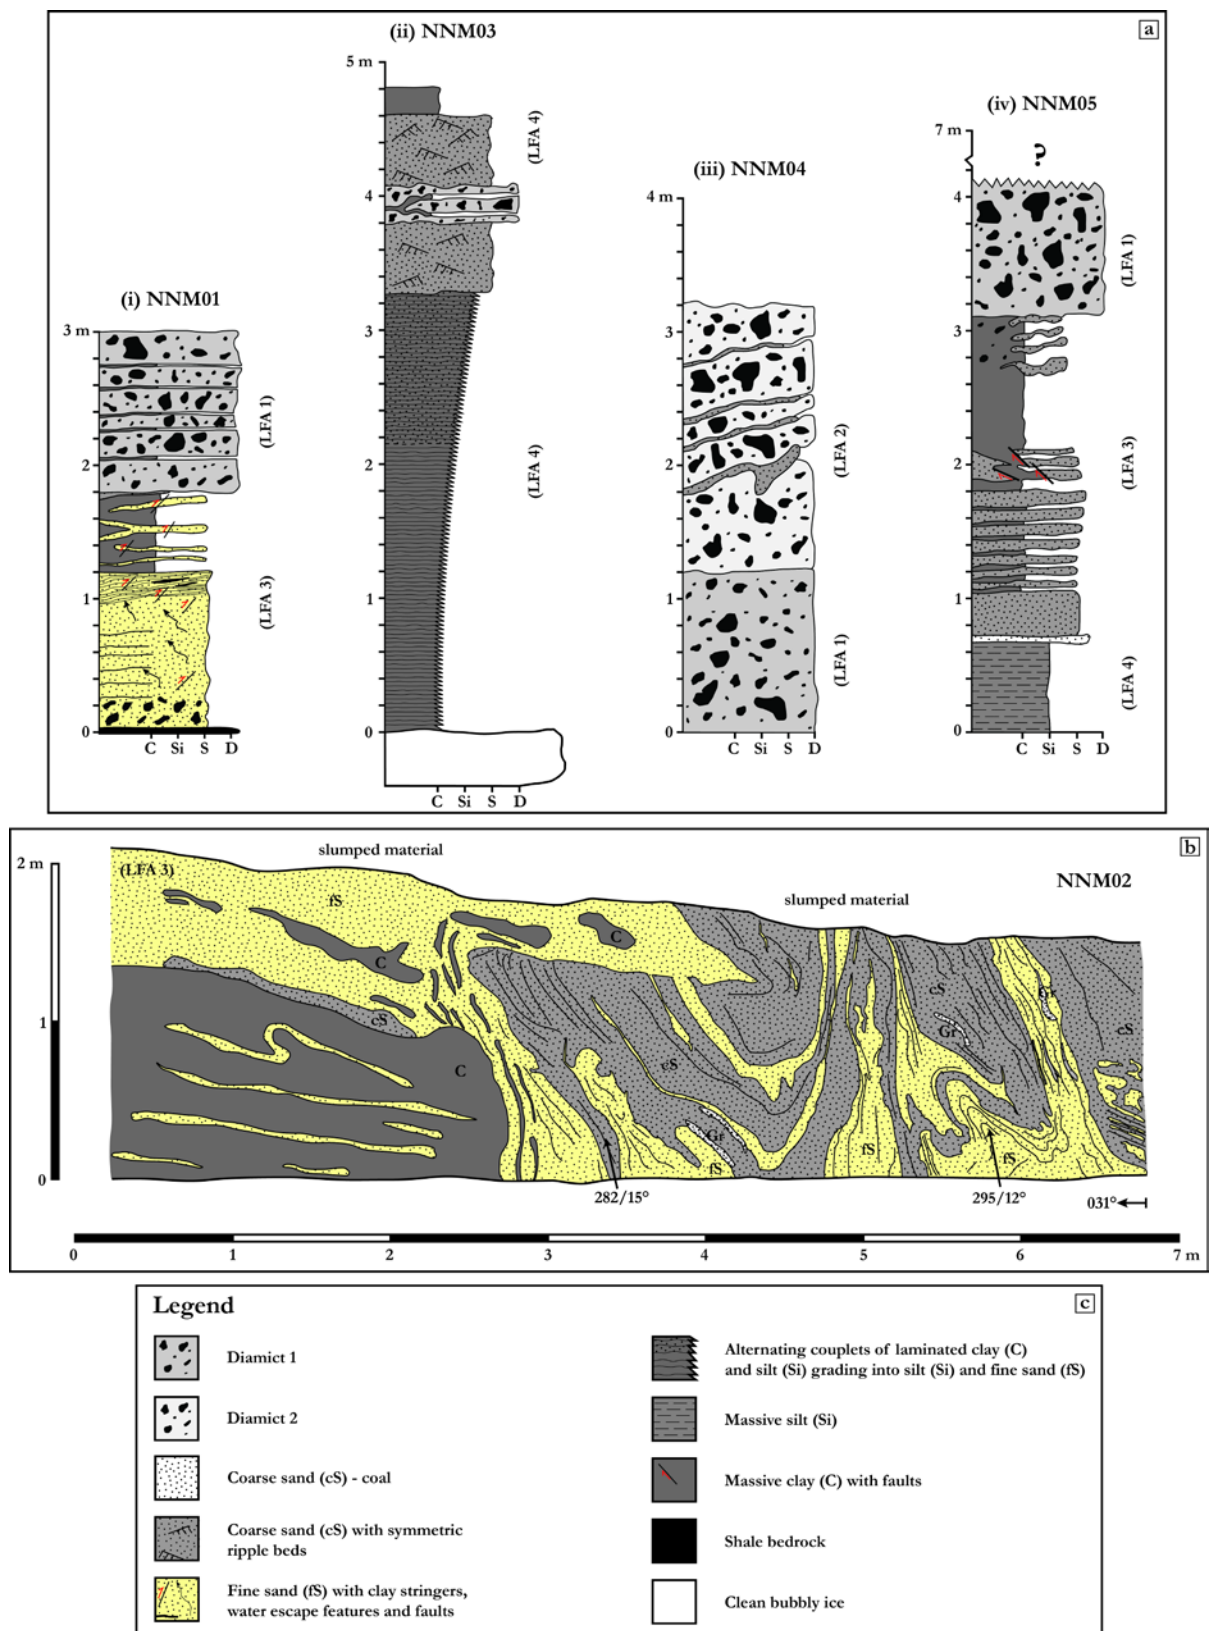 a
(ii) NNM03
5 m
4
3
2
1
0
(LFA 4)
(LFA 4)
C Si S D
(i) NNM01
3 m
2
1
0
(LFA 1)
(LFA 3)
C Si S D
(iii) NNM04
4 m
3
2
1
0
(LFA 2)
(LFA 1)
C Si S D
(iv) NNM05
7 m
?
4
3
2
1
0
(LFA 1)
(LFA 3)
(LFA 4)
C Si S D
b
slumped material
2 m
(LFA 3)
NNM02
slumped material
fS
C
C
cS
cS
Gr
cS
Gr
1
cS
C
cS
Gr
fS
fS
fS
0
282/15°
295/12°
031°
0 1 2 3 4 5 6 7 m
Legend
c
Diamict 1
Diamict 2
Coarse sand (cS) - coal
Coarse sand (cS) with symmetric
ripple beds
Fine sand (fS) with clay stringers,
water escape features and faults
Alternating couplets of laminated clay (C)
and silt (Si) grading into silt (Si) and fine sand (fS)
Massive silt (Si)
Massive clay (C) with faults
Shale bedrock
Clean bubbly ice